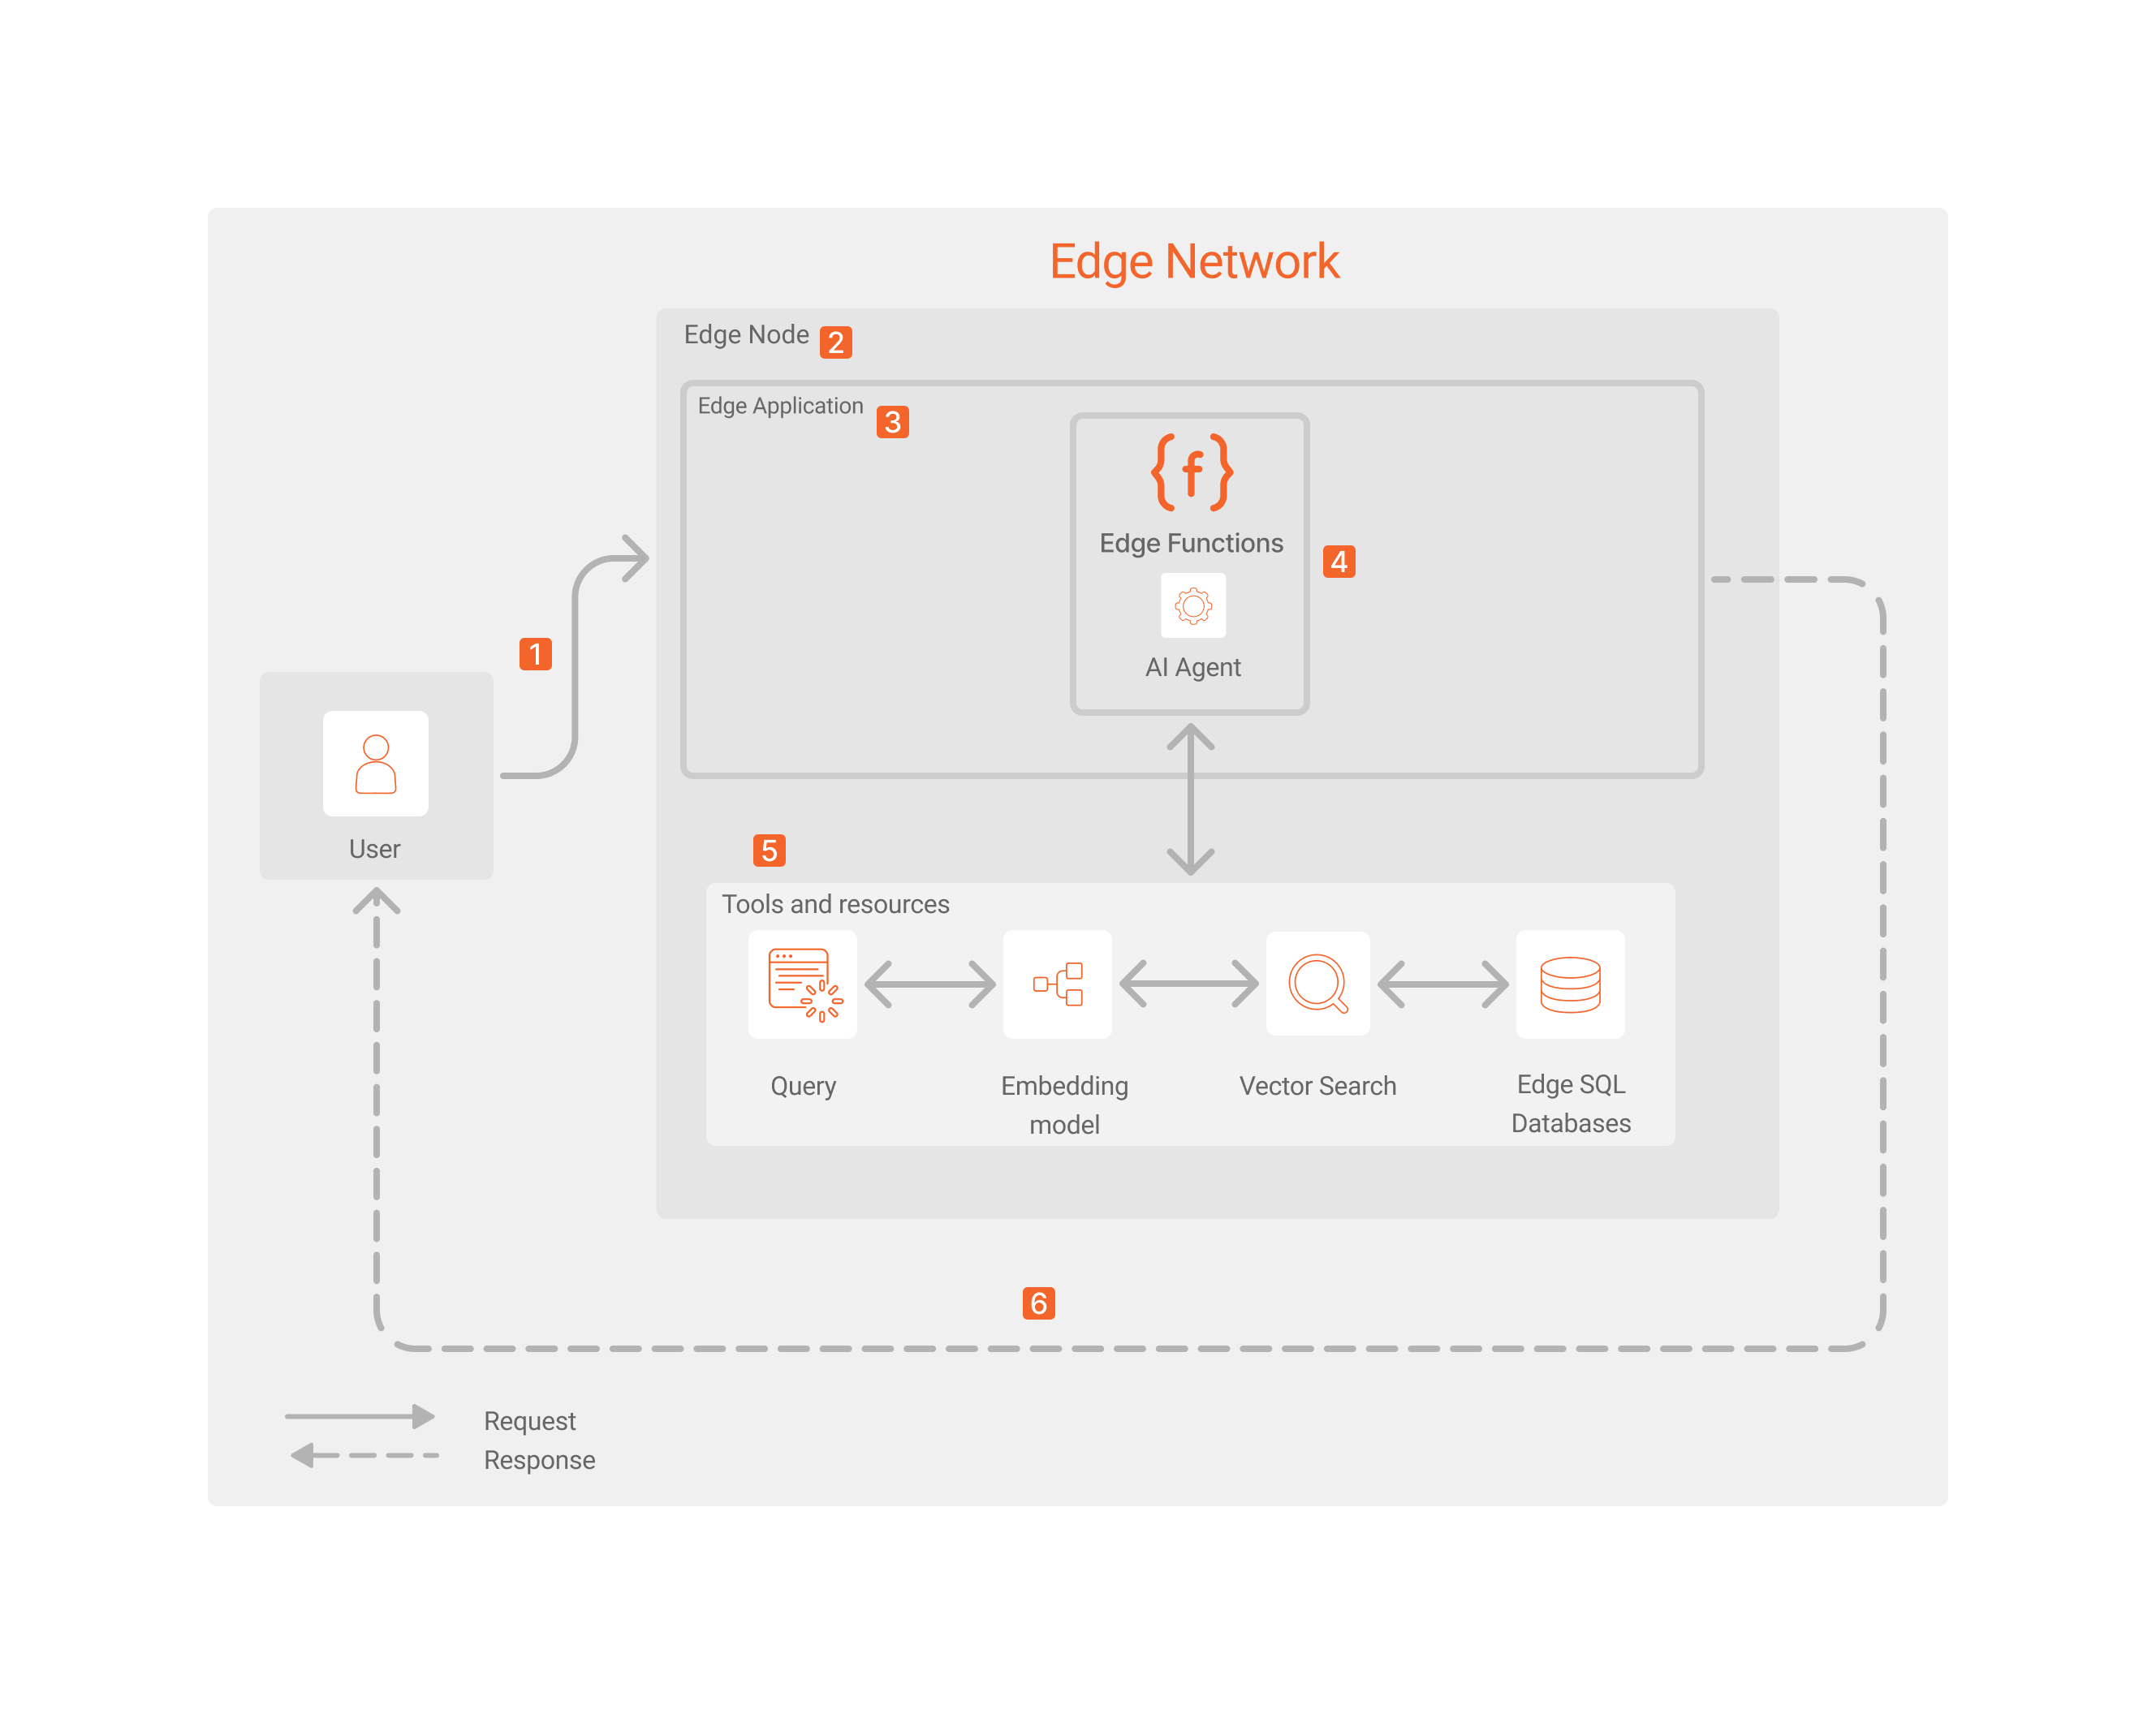 Edge Network
Edge Node 2
Edge Application 3
{f}
Edge Functions
4
AI Agent
1
User
5
Tools and resources
Query
Embedding
model
Vector Search
Edge SQL
Databases
6
Request
Response